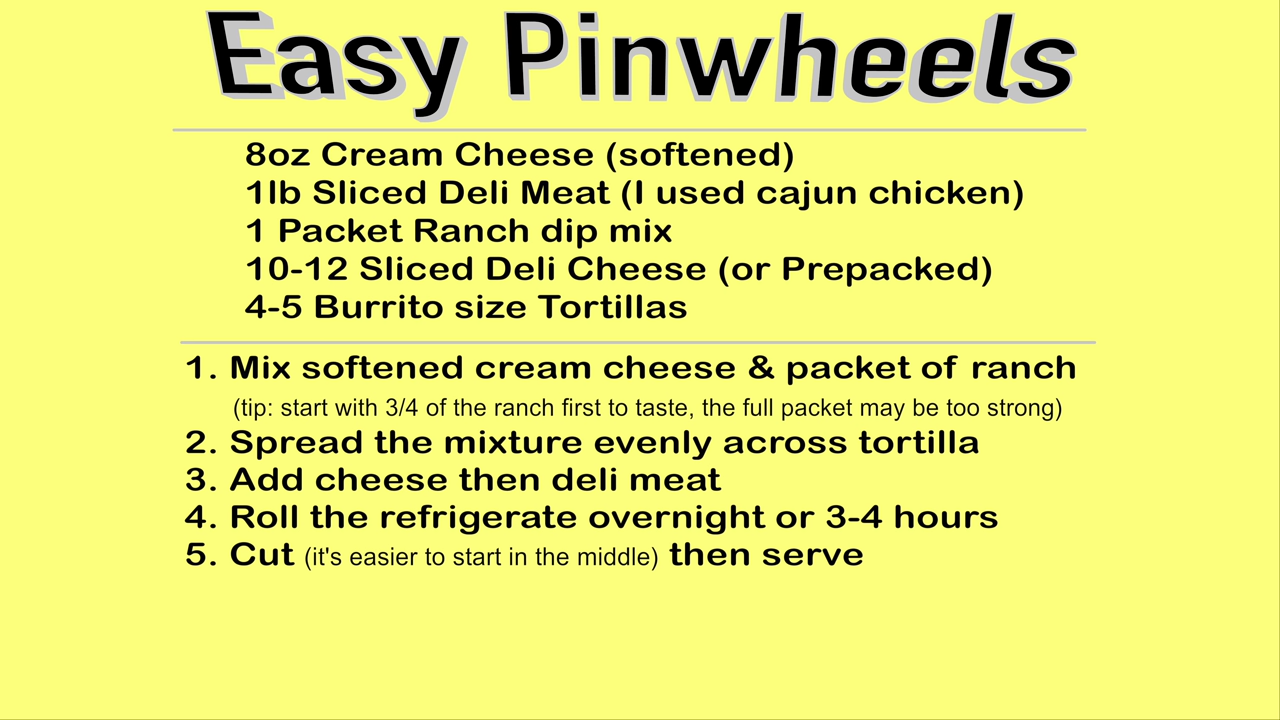 Easy Pinwheels
8oz Cream Cheese (softened)
1lb Sliced Deli Meat (I used cajun chicken)
1 Packet Ranch dip mix
10-12 Sliced Deli Cheese (or Prepacked)
4-5 Burrito size Tortillas
1. Mix softened cream cheese & packet of ranch
(tip: start with 3/4 of the ranch first to taste, the full packet may be too strong)
2. Spread the mixture evenly across tortilla
3. Add cheese then deli meat
4. Roll the refrigerate overnight or 3-4 hours
5. Cut (it's easier to start in the middle) then serve